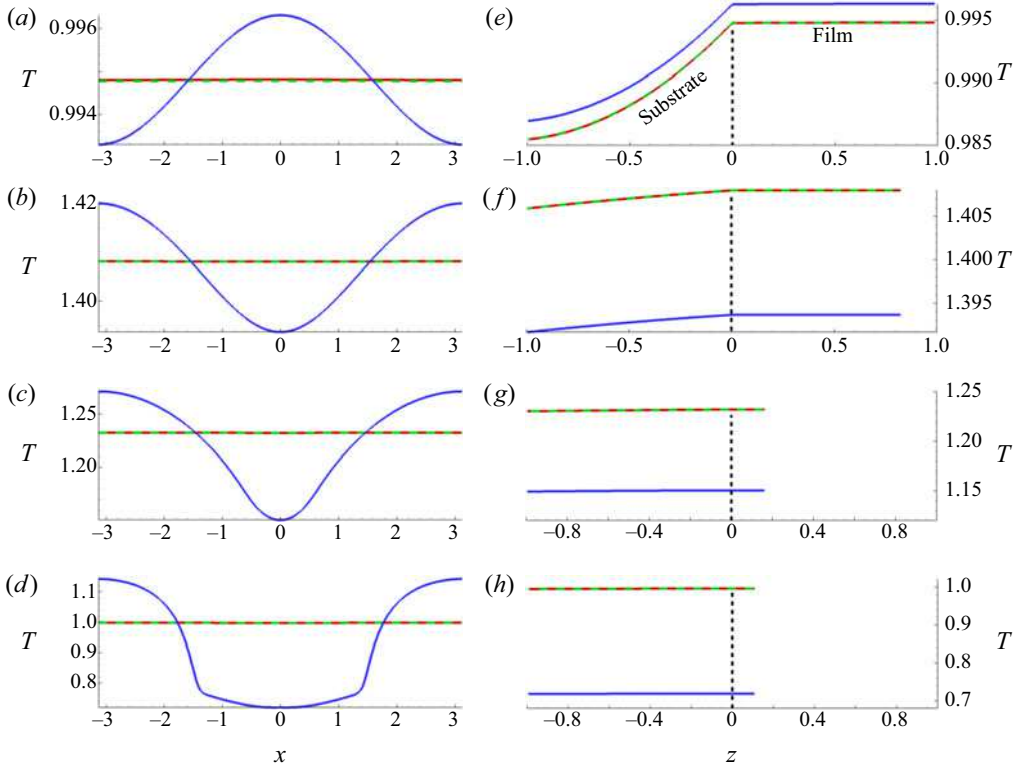 (a) 0.996 T 0.994
−3 −2 −1 0 1 2 3
(e) 0.995 T 0.990 0.985
Substrate Film
−1.0 −0.5 0 0.5 1.0
(b) 1.42 T 1.40
−3 −2 −1 0 1 2 3
(f) 1.405 1.400 T 1.395
−1.0 −0.5 0 0.5 1.0
(c) 1.25 T 1.20
−3 −2 −1 0 1 2 3
(g) 1.25 1.20 T 1.15
−0.8 −0.4 0 0.4 0.8
(d) 1.1 T 1.0 0.9 0.8
−3 −2 −1 0 1 2 3
x
(h) 1.0 0.9 T 0.8 0.7
−0.8 −0.4 0 0.4 0.8
z